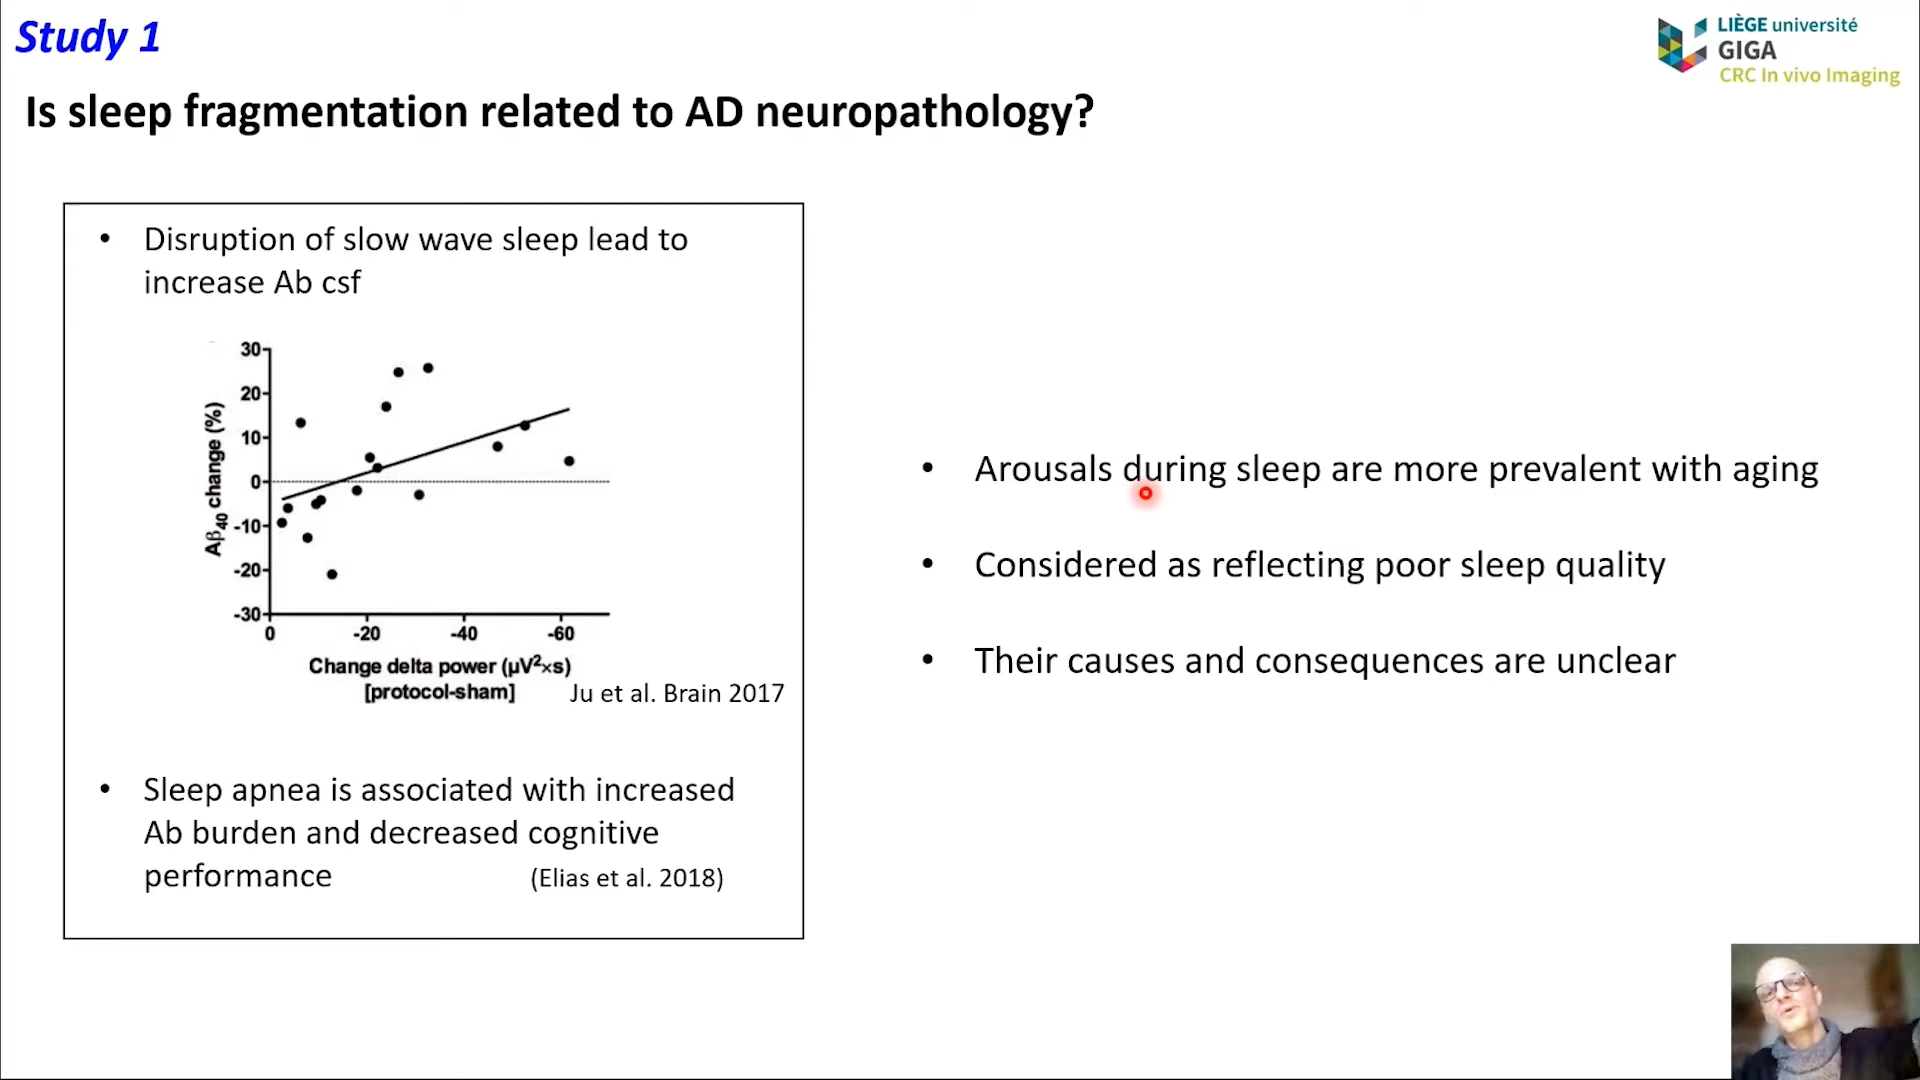 Study 1
LIÈGE université
GIGA
CRC In vivo Imaging
Is sleep fragmentation related to AD neuropathology?
• Disruption of slow wave sleep lead to
increase Ab csf
30
20
10
0
-10
-20
-30
Aβ40 change (%)
0 -20 -40 -60
Change delta power (µV²×s)
[protocol-sham]
Ju et al. Brain 2017
• Sleep apnea is associated with increased
Ab burden and decreased cognitive
performance (Elias et al. 2018)
• Arousals during sleep are more prevalent with aging
• Considered as reflecting poor sleep quality
• Their causes and consequences are unclear